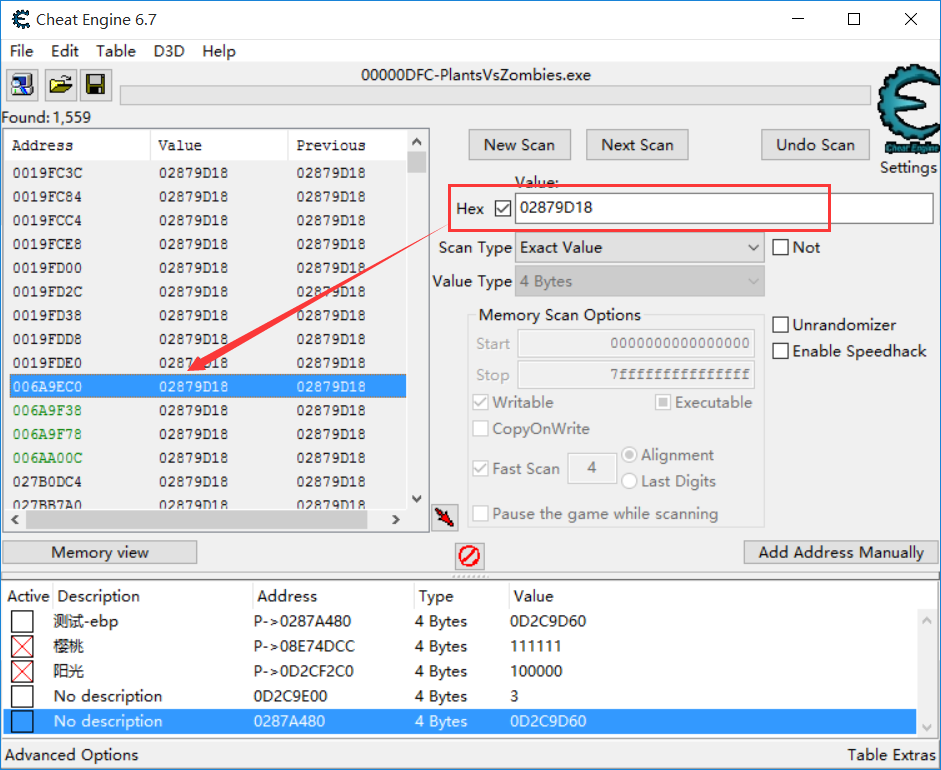 Cheat Engine 6.7
File Edit Table D3D Help
00000DFC-PlantsVsZombies.exe
Found: 1,559
Address Value Previous
0019FC3C 02879D18 02879D18
0019FC84 02879D18 02879D18
0019FCC4 02879D18 02879D18
0019FCE8 02879D18 02879D18
0019FD00 02879D18 02879D18
0019FD2C 02879D18 02879D18
0019FD38 02879D18 02879D18
0019FDD8 02879D18 02879D18
0019FDE0 02879D18 02879D18
006A9EC0 02879D18 02879D18
006A9F38 02879D18 02879D18
006A9F78 02879D18 02879D18
006AA00C 02879D18 02879D18
027B0DC4 02879D18 02879D18
027BB7A0 02879D18 02879D18
New Scan Next Scan Undo Scan
Cheat Engine
Settings
Value:
Hex 02879D18
Scan Type Exact Value Not
Value Type 4 Bytes
Memory Scan Options
Start 0000000000000000
Stop 7fffffffffffffff
Writable Executable
CopyOnWrite
Fast Scan 4 Alignment
Last Digits
Pause the game while scanning
Unrandomizer
Enable Speedhack
Memory view Add Address Manually
Active Description Address Type Value
测试-ebp P->0287A480 4 Bytes 0D2C9D60
樱桃 P->08E74DCC 4 Bytes 111111
阳光 P->0D2CF2C0 4 Bytes 100000
No description 0D2C9E00 4 Bytes 3
No description 0287A480 4 Bytes 0D2C9D60
Advanced Options Table Extras